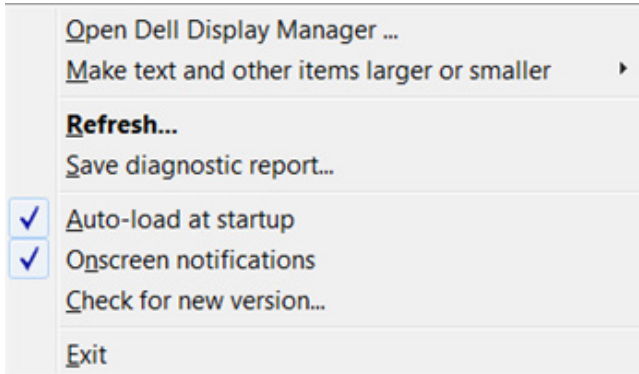 Open Dell Display Manager ...
Make text and other items larger or smaller
Refresh...
Save diagnostic report...
Auto-load at startup
Onscreen notifications
Check for new version...
Exit